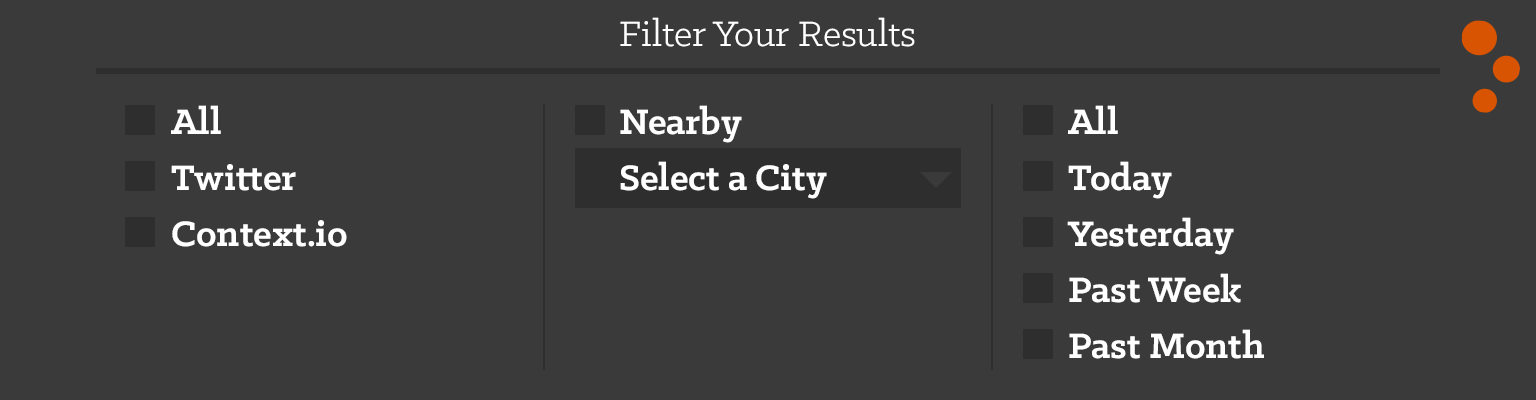 Filter Your Results
All
Twitter
Context.io
Nearby
Select a City
All
Today
Yesterday
Past Week
Past Month